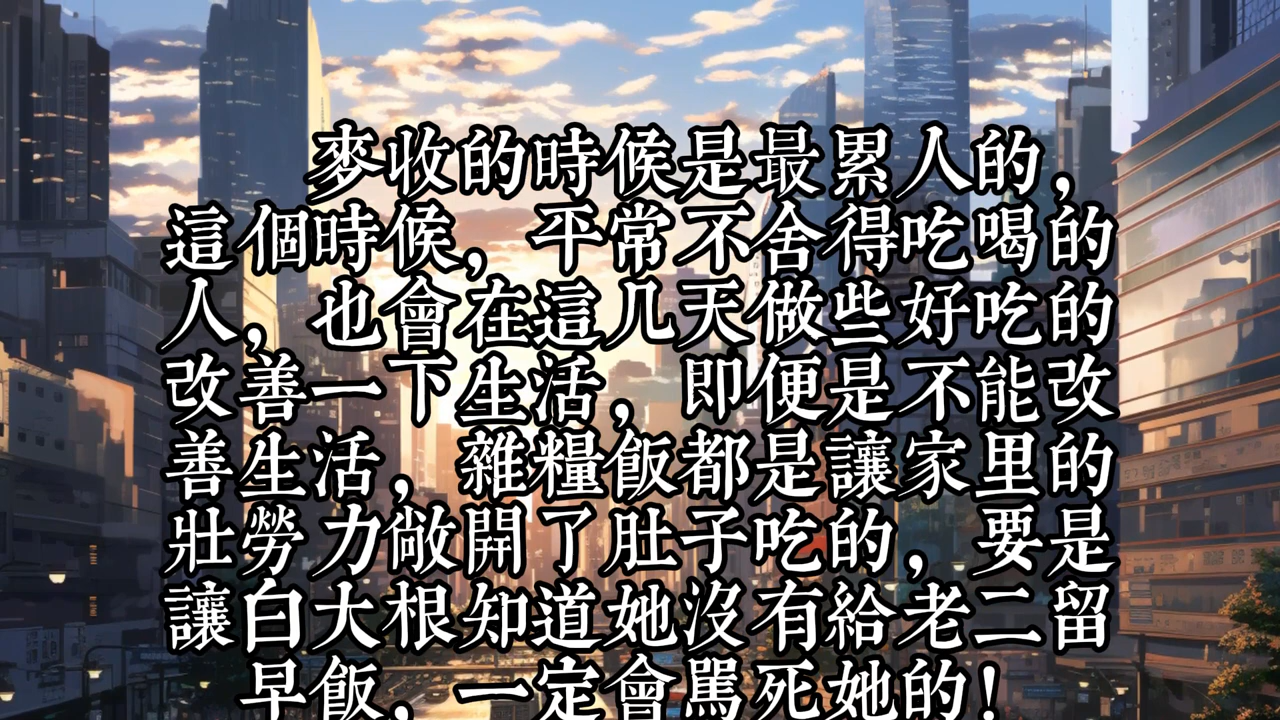 麥收的時候是最累人的，
這個時候，平常不舍得吃喝的
人，也會在這几天做些好吃的
改善一下生活，即便是不能改
善生活，雜糧飯都是讓家里的
壯勞力敞開了肚子吃的，要是
讓白大根知道她沒有給老二留
早飯，一定會罵死她的！